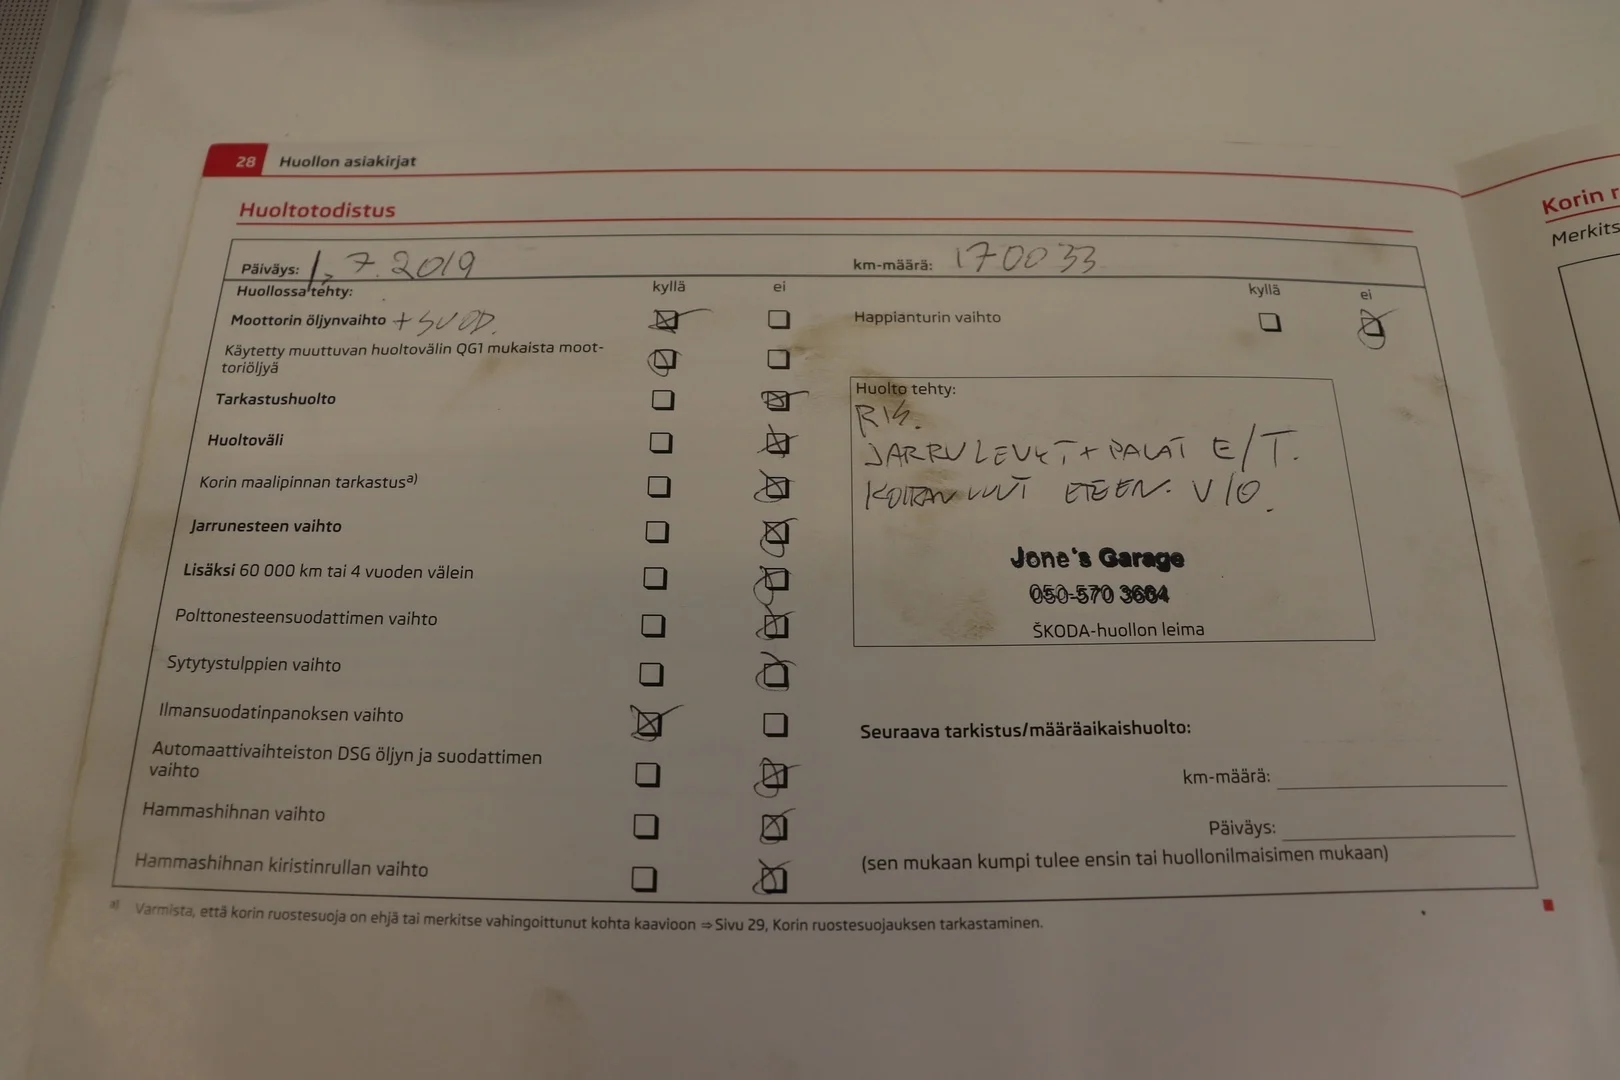 28 Huollon asiakirjat
Huoltotodistus
Päiväys: 1.7.2019
km-määrä: 170033
Huollossa tehty:
kyllä ei
Moottorin öljynvaihto + SUOD.
Käytetty muuttuvan huoltovälin QG1 mukaista moot-
toriöljyä
Tarkastushuolto
Huoltoväli
Korin maalipinnan tarkastus a)
Jarrunesteen vaihto
Lisäksi 60 000 km tai 4 vuoden välein
Polttonesteensuodattimen vaihto
Sytytystulppien vaihto
Ilmansuodatinpanoksen vaihto
Automaattivaihteiston DSG öljyn ja suodattimen
vaihto
Hammashihnan vaihto
Hammashihnan kiristinrullan vaihto
kyllä ei
Happianturin vaihto
Huolto tehty:
JARRULEVYT + PALAT E/T.
KOIRANLUUT ETEEN. V/O.
Jone's Garage
050-570 3684
ŠKODA-huollon leima
Seuraava tarkistus/määräaikaishuolto:
km-määrä:
Päiväys:
(sen mukaan kumpi tulee ensin tai huollonilmaisimen mukaan)
a) Varmista, että korin ruostesuoja on ehjä tai merkitse vahingoittunut kohta kaavioon ⇒ Sivu 29, Korin ruostesuojauksen tarkastaminen.
Korin r
Merkits